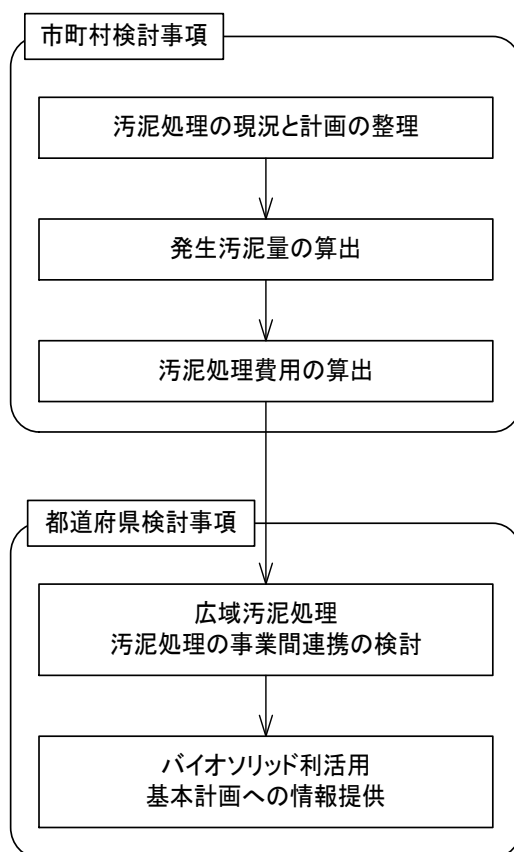 市町村検討事項
汚泥処理の現況と計画の整理
発生汚泥量の算出
汚泥処理費用の算出
都道府県検討事項
広域汚泥処理
汚泥処理の事業間連携の検討
バイオソリッド利活用
基本計画への情報提供